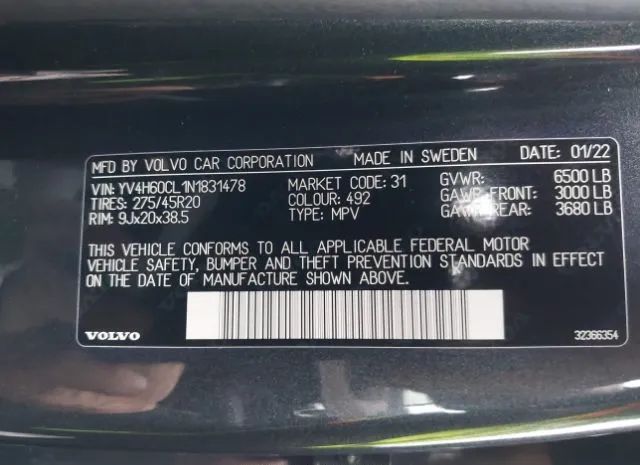 MFD BY VOLVO CAR CORPORATION MADE IN SWEDEN DATE: 01/22
VIN: YV4H60CL1N1831478 MARKET CODE: 31 GVWR: 6500 LB
TIRES: 275/45R20 COLOUR: 492 GAWR FRONT: 3000 LB
RIM: 9Jx20x38.5 TYPE: MPV GAWR REAR: 3680 LB
THIS VEHICLE CONFORMS TO ALL APPLICABLE FEDERAL MOTOR
VEHICLE SAFETY, BUMPER AND THEFT PREVENTION STANDARDS IN EFFECT
ON THE DATE OF MANUFACTURE SHOWN ABOVE.
VOLVO 32366354